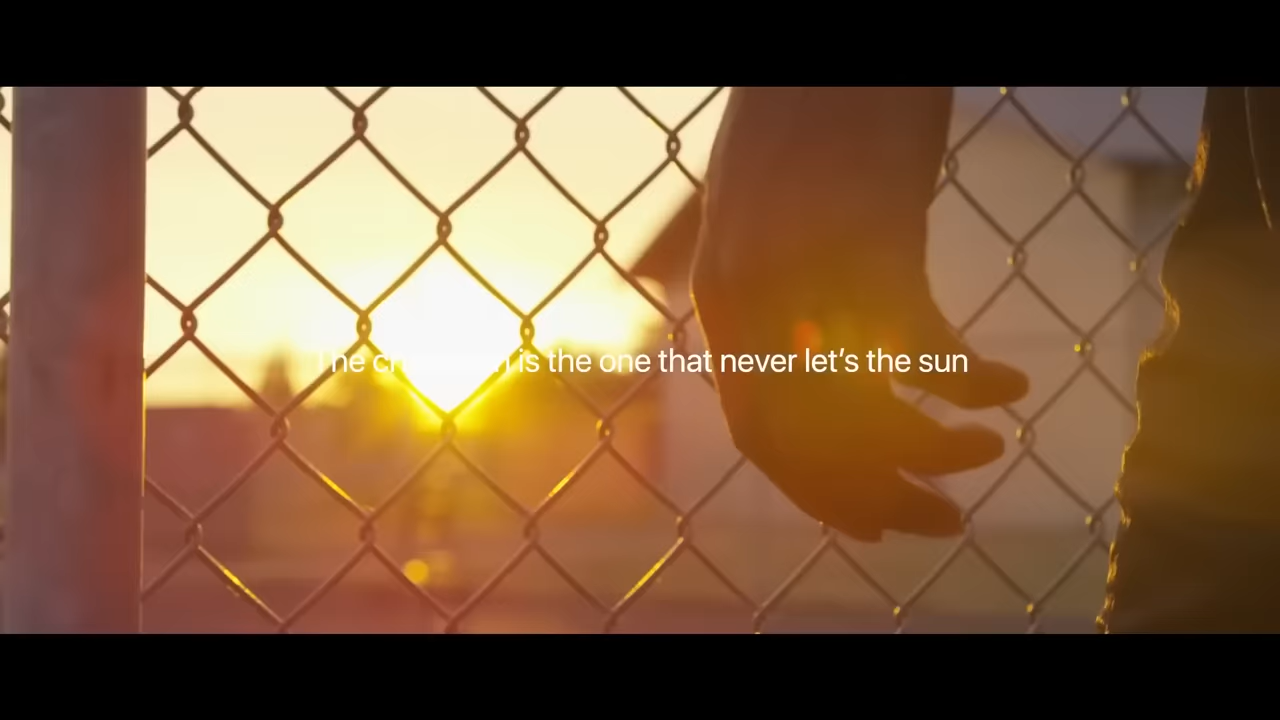 The is the one that never let’s the sun